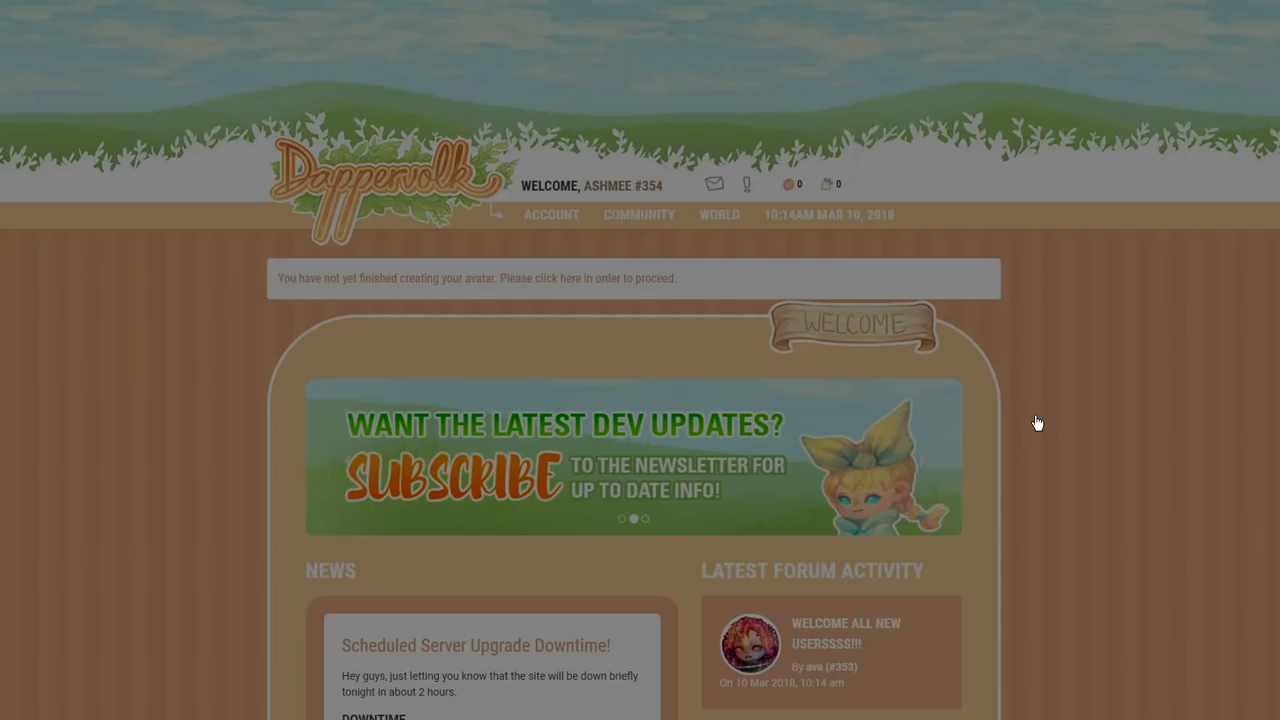 Dappervolk
WELCOME, ASHMEE #354
0
0
ACCOUNT COMMUNITY WORLD 10:14AM MAR 10, 2018
You have not yet finished creating your avatar. Please click here in order to proceed.
WELCOME
WANT THE LATEST DEV UPDATES?
SUBSCRIBE TO THE NEWSLETTER FOR
UP TO DATE INFO!
NEWS
Scheduled Server Upgrade Downtime!
Hey guys, just letting you know that the site will be down briefly
tonight in about 2 hours.
DOWNTIME
LATEST FORUM ACTIVITY
WELCOME ALL NEW
USERSSSS!!!
By ava (#353)
On 10 Mar 2018, 10:14 am